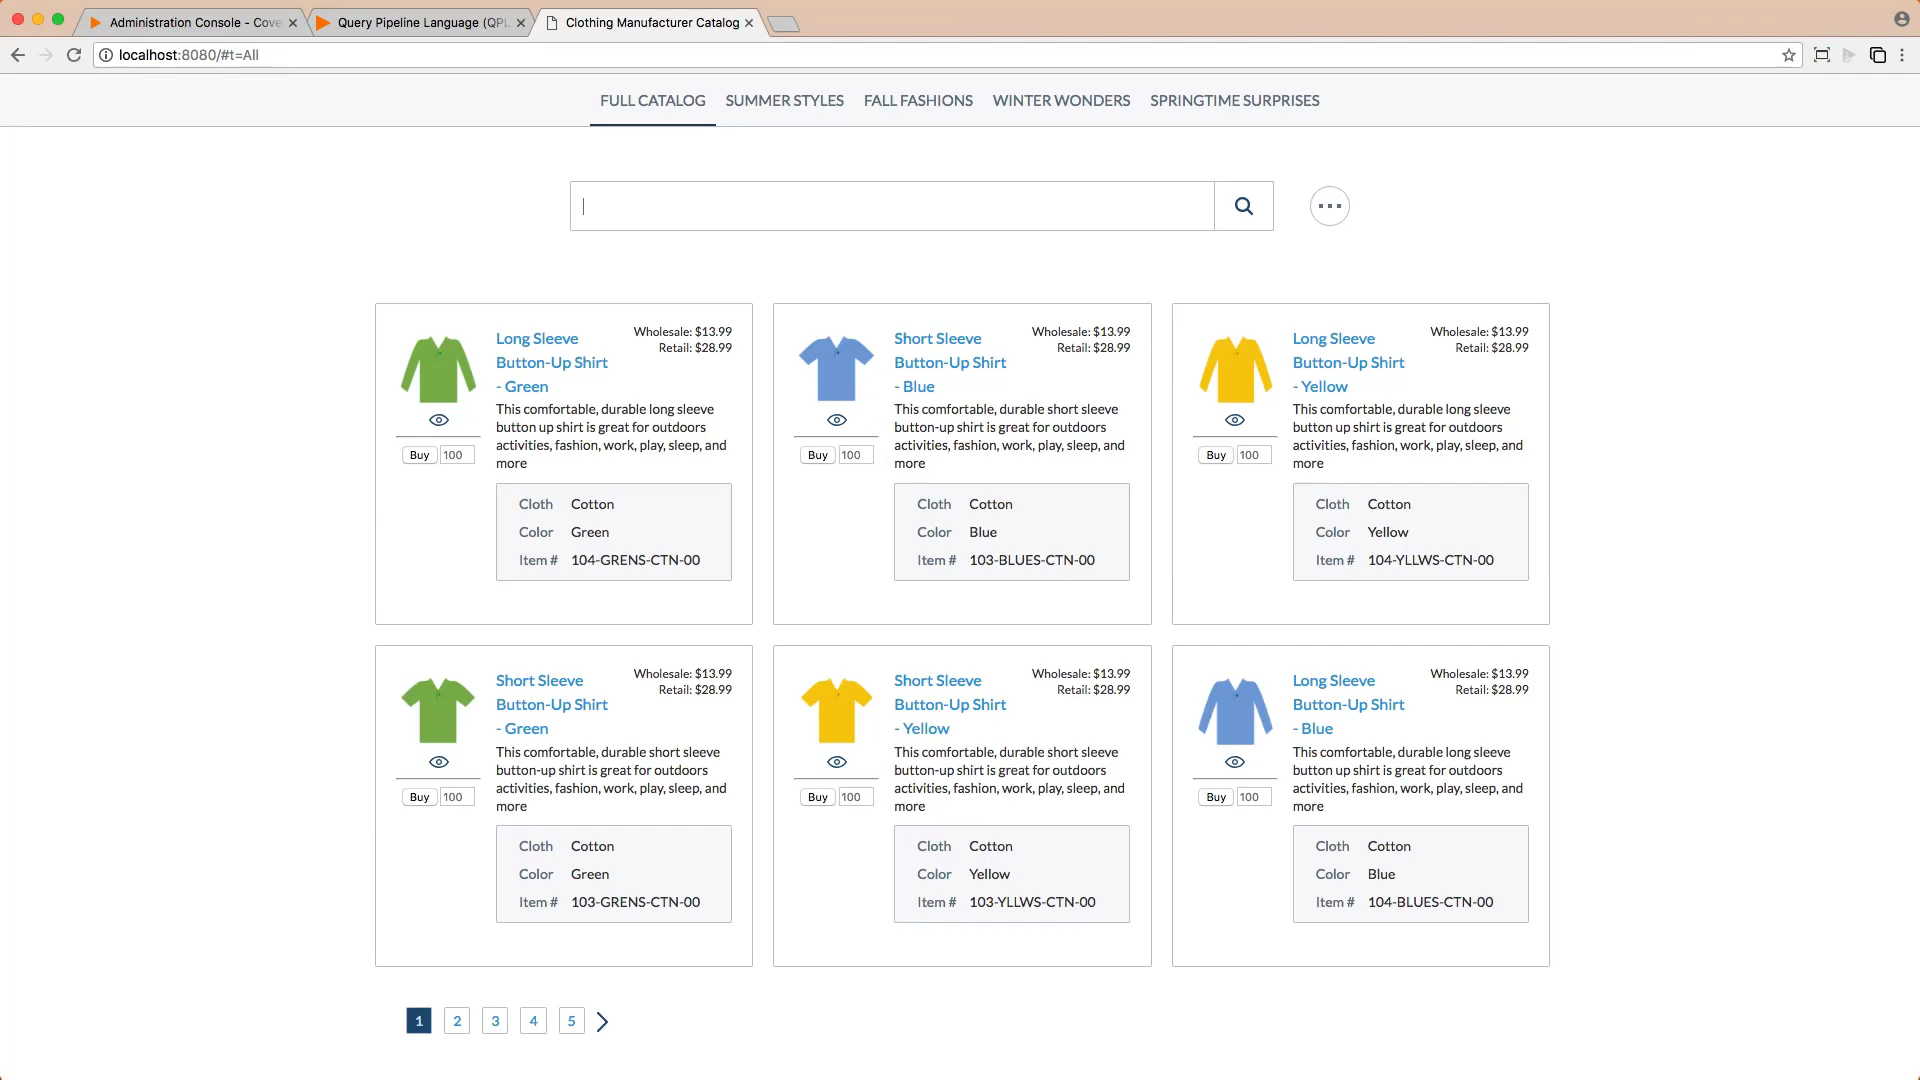 Administration Console - Cove
Query Pipeline Language (QPL
Clothing Manufacturer Catalog
localhost:8080/#t=All
FULL CATALOG SUMMER STYLES FALL FASHIONS WINTER WONDERS SPRINGTIME SURPRISES
Long Sleeve
Button-Up Shirt
- Green
Wholesale: $13.99
Retail: $28.99
This comfortable, durable long sleeve
button up shirt is great for outdoors
activities, fashion, work, play, sleep, and
more
Buy 100
Cloth Cotton
Color Green
Item # 104-GRENS-CTN-00
Short Sleeve
Button-Up Shirt
- Blue
Wholesale: $13.99
Retail: $28.99
This comfortable, durable short sleeve
button-up shirt is great for outdoors
activities, fashion, work, play, sleep, and
more
Buy 100
Cloth Cotton
Color Blue
Item # 103-BLUES-CTN-00
Long Sleeve
Button-Up Shirt
- Yellow
Wholesale: $13.99
Retail: $28.99
This comfortable, durable long sleeve
button up shirt is great for outdoors
activities, fashion, work, play, sleep, and
more
Buy 100
Cloth Cotton
Color Yellow
Item # 104-YLLWS-CTN-00
Short Sleeve
Button-Up Shirt
- Green
Wholesale: $13.99
Retail: $28.99
This comfortable, durable short sleeve
button-up shirt is great for outdoors
activities, fashion, work, play, sleep, and
more
Buy 100
Cloth Cotton
Color Green
Item # 103-GRENS-CTN-00
Short Sleeve
Button-Up Shirt
- Yellow
Wholesale: $13.99
Retail: $28.99
This comfortable, durable short sleeve
button-up shirt is great for outdoors
activities, fashion, work, play, sleep, and
more
Buy 100
Cloth Cotton
Color Yellow
Item # 103-YLLWS-CTN-00
Long Sleeve
Button-Up Shirt
- Blue
Wholesale: $13.99
Retail: $28.99
This comfortable, durable long sleeve
button up shirt is great for outdoors
activities, fashion, work, play, sleep, and
more
Buy 100
Cloth Cotton
Color Blue
Item # 104-BLUES-CTN-00
1 2 3 4 5